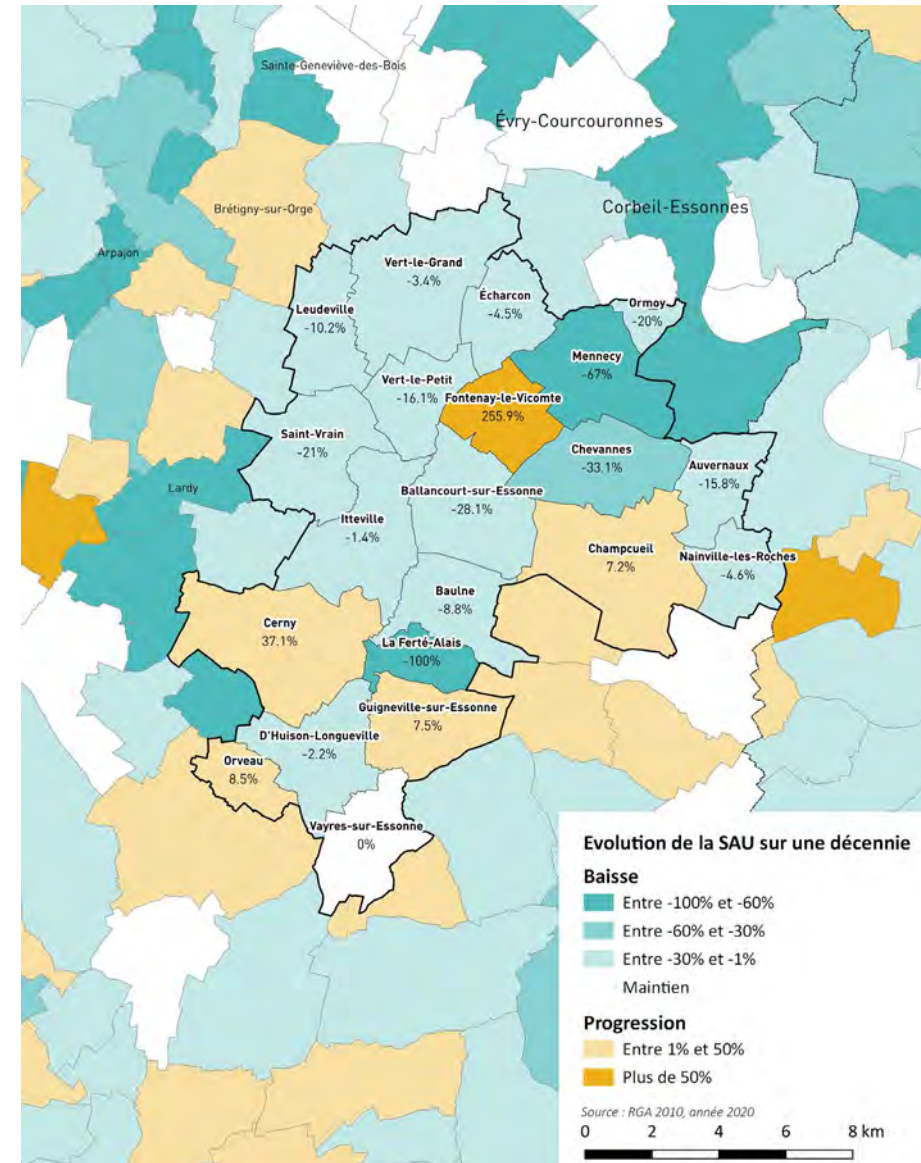 Sainte-Geneviève-des-Bois
Évry-Courcouronnes
Corbeil-Essonnes
Brétigny-sur-Orge
Arpajon
Vert-le-Grand
-3.4%
Écharcon
-4.5%
Ormoy
-20%
Leudeville
-10.2%
Mennecy
-67%
Vert-le-Petit
-16.1%
Fontenay-le-Vicomte
255.9%
Saint-Vrain
-21%
Chevannes
-33.1%
Auvernaux
-15.8%
Lardy
Ballancourt-sur-Essonne
-28.1%
Itteville
-1.4%
Champcueil
7.2%
Nainville-les-Roches
-4.6%
Baulne
-8.8%
Cerny
37.1%
La Ferté-Alais
-100%
Guigneville-sur-Essonne
7.5%
D'Huison-Longueville
-2.2%
Orveau
8.5%
Vayres-sur-Essonne
0%
Evolution de la SAU sur une décennie
Baisse
Entre -100% et -60%
Entre -60% et -30%
Entre -30% et -1%
Maintien
Progression
Entre 1% et 50%
Plus de 50%
Source : RGA 2010, année 2020
0 2 4 6 8 km